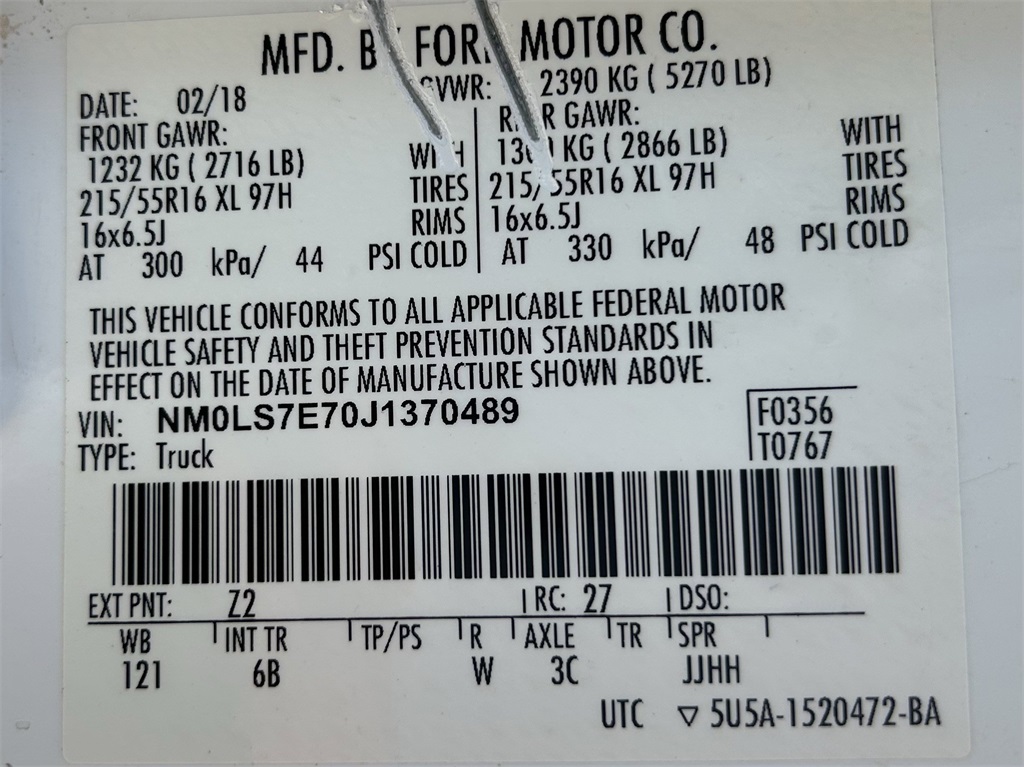 MFD. BY FORD MOTOR CO.
DATE: 02/18 GVWR: 2390 KG ( 5270 LB)
FRONT GAWR: REAR GAWR:
1232 KG ( 2716 LB) WITH 1300 KG ( 2866 LB) WITH
215/55R16 XL 97H TIRES 215/55R16 XL 97H TIRES
16x6.5J RIMS 16x6.5J RIMS
AT 300 kPa/ 44 PSI COLD AT 330 kPa/ 48 PSI COLD
THIS VEHICLE CONFORMS TO ALL APPLICABLE FEDERAL MOTOR
VEHICLE SAFETY AND THEFT PREVENTION STANDARDS IN
EFFECT ON THE DATE OF MANUFACTURE SHOWN ABOVE.
VIN: NM0LS7E70J1370489 F0356
TYPE: Truck T0767
EXT PNT: Z2 RC: 27 DSO:
WB INT TR TP/PS R AXLE TR SPR
121 6B W 3C JJHH
UTC ▽ 5U5A-1520472-BA